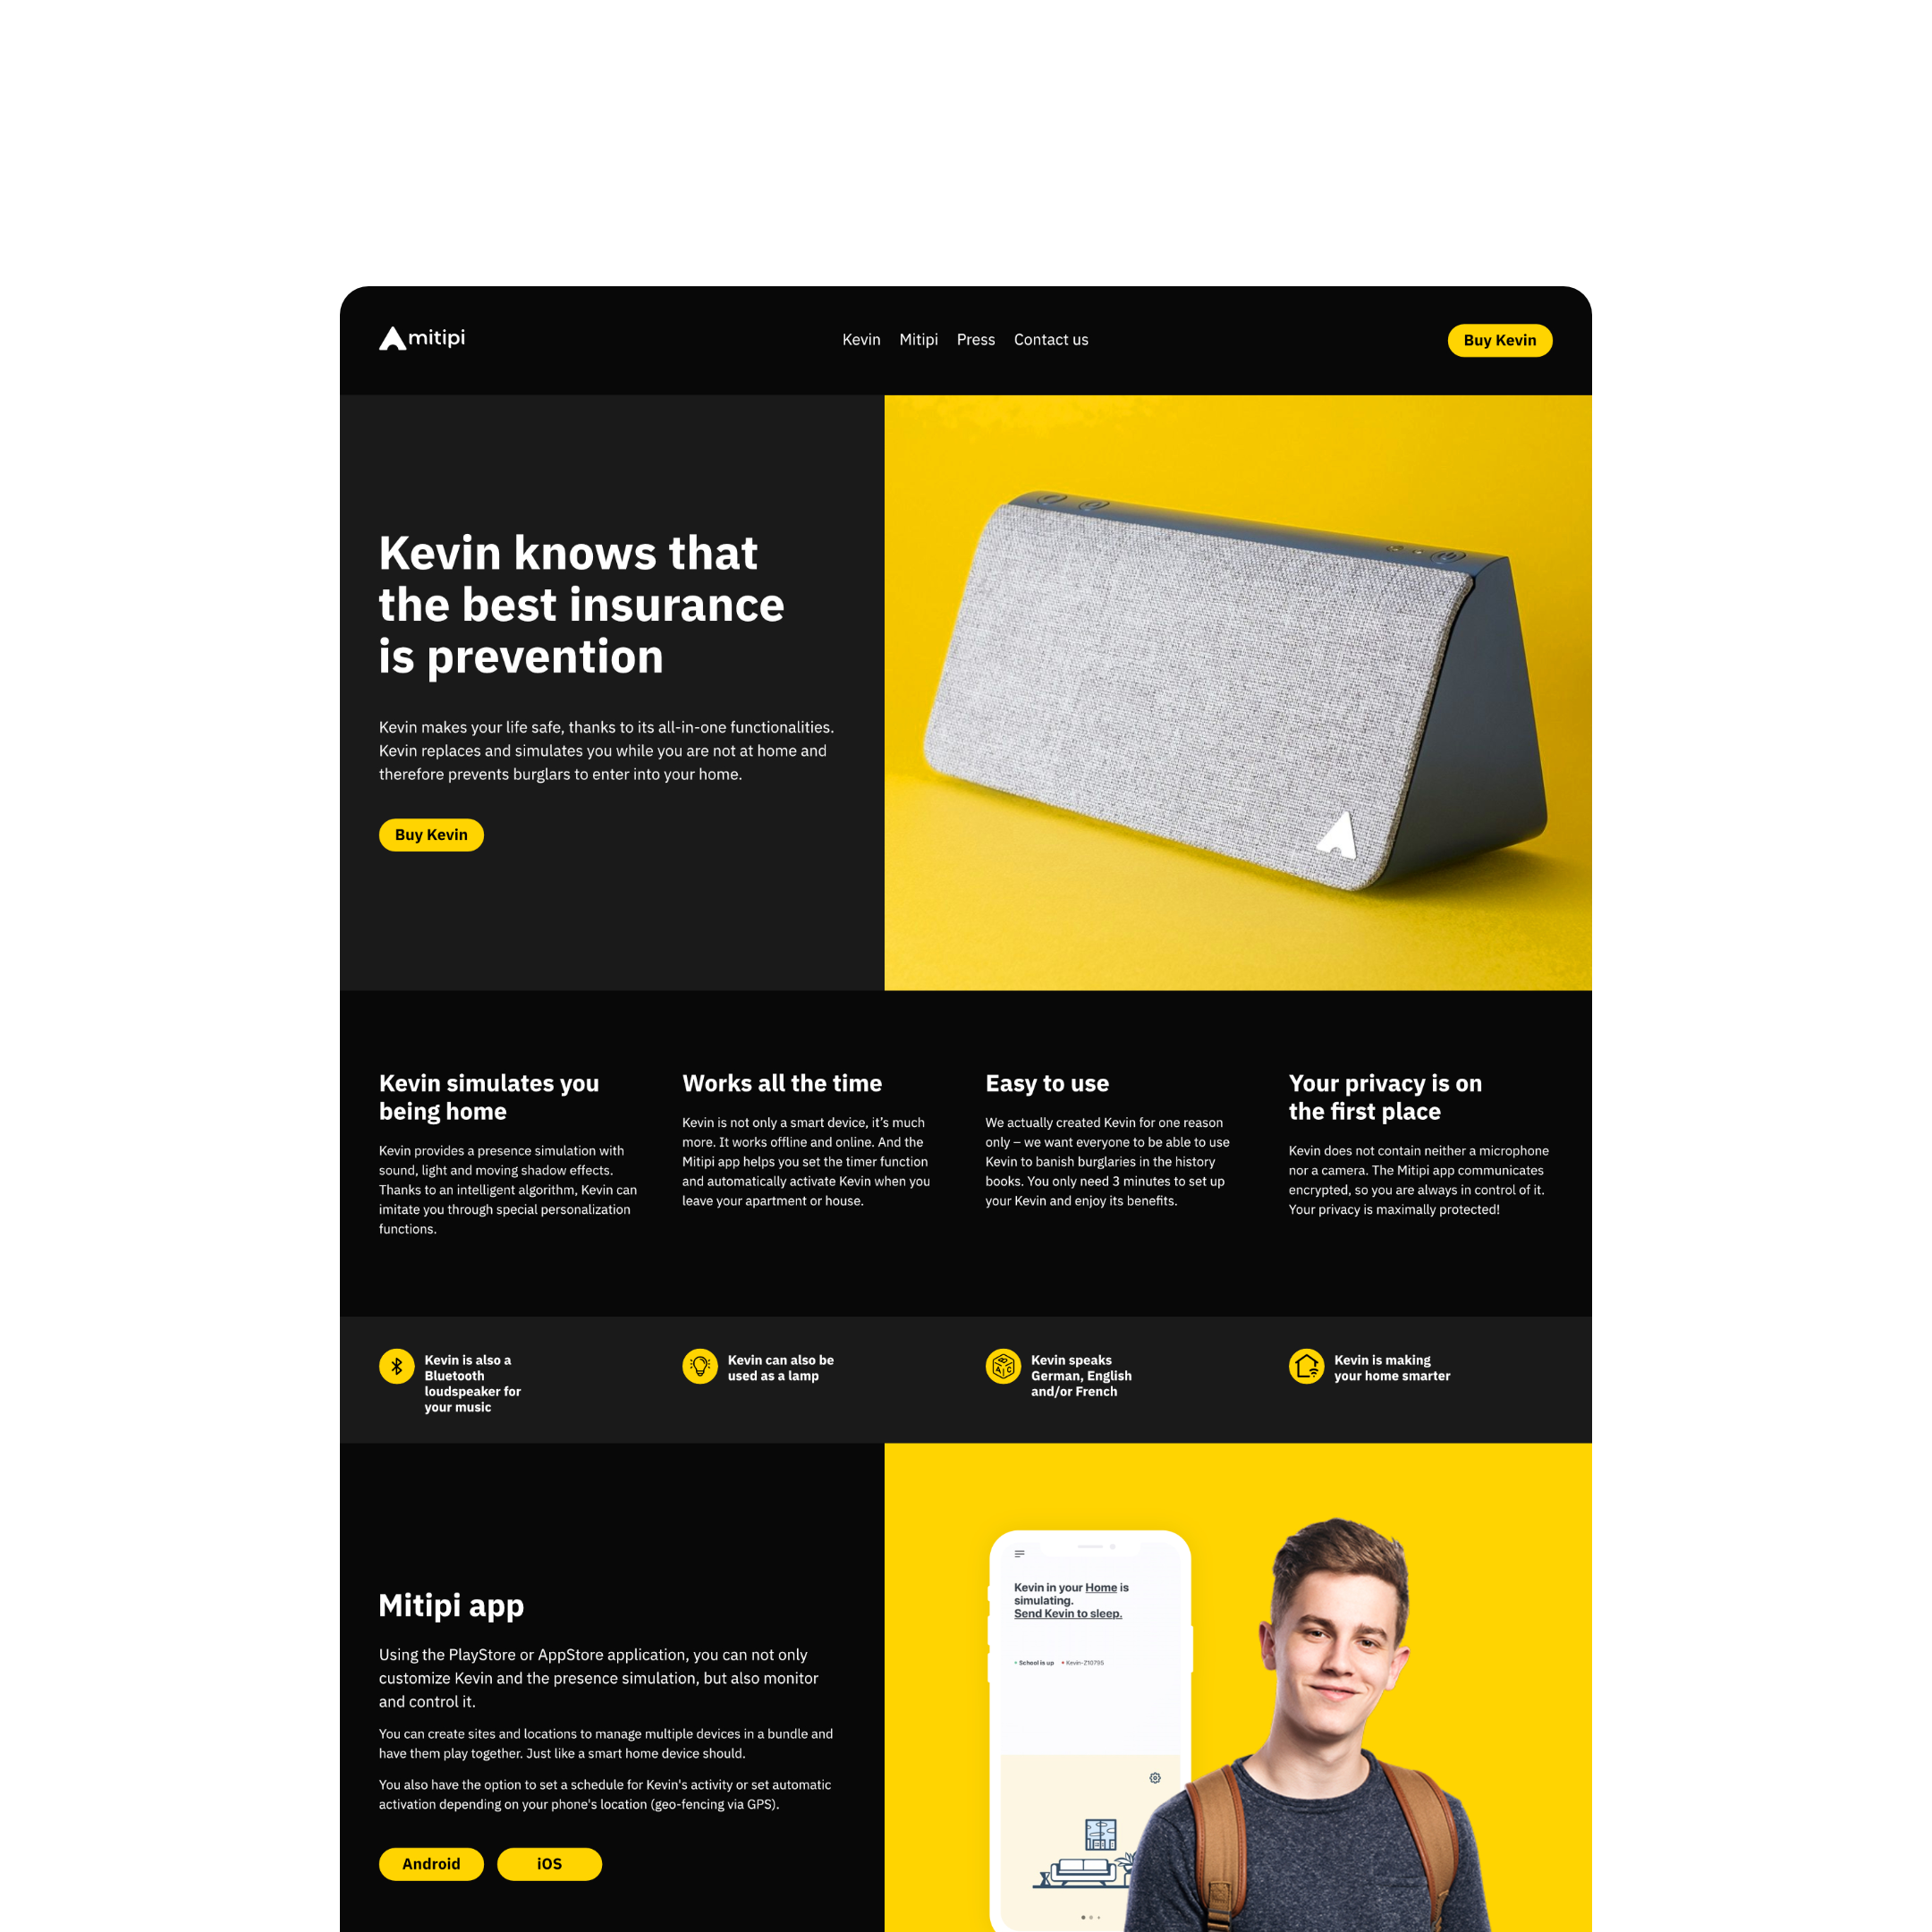 mitipi
Kevin Mitipi Press Contact us
Buy Kevin
Kevin knows that
the best insurance
is prevention
Kevin makes your life safe, thanks to its all-in-one functionalities.
Kevin replaces and simulates you while you are not at home and
therefore prevents burglars to enter into your home.
Buy Kevin
Kevin simulates you
being home
Kevin provides a presence simulation with
sound, light and moving shadow effects.
Thanks to an intelligent algorithm, Kevin can
imitate you through special personalization
functions.
Works all the time
Kevin is not only a smart device, it’s much
more. It works offline and online. And the
Mitipi app helps you set the timer function
and automatically activate Kevin when you
leave your apartment or house.
Easy to use
We actually created Kevin for one reason
only – we want everyone to be able to use
Kevin to banish burglaries in the history
books. You only need 3 minutes to set up
your Kevin and enjoy its benefits.
Your privacy is on
the first place
Kevin does not contain neither a microphone
nor a camera. The Mitipi app communicates
encrypted, so you are always in control of it.
Your privacy is maximally protected!
Kevin is also a
Bluetooth
loudspeaker for
your music
Kevin can also be
used as a lamp
A C
Kevin speaks
German, English
and/or French
Kevin is making
your home smarter
Mitipi app
Using the PlayStore or AppStore application, you can not only
customize Kevin and the presence simulation, but also monitor
and control it.
You can create sites and locations to manage multiple devices in a bundle and
have them play together. Just like a smart home device should.
You also have the option to set a schedule for Kevin's activity or set automatic
activation depending on your phone's location (geo-fencing via GPS).
Android
iOS
Kevin in your Home is
simulating.
Send Kevin to sleep.
School is up Kevin-Z10795